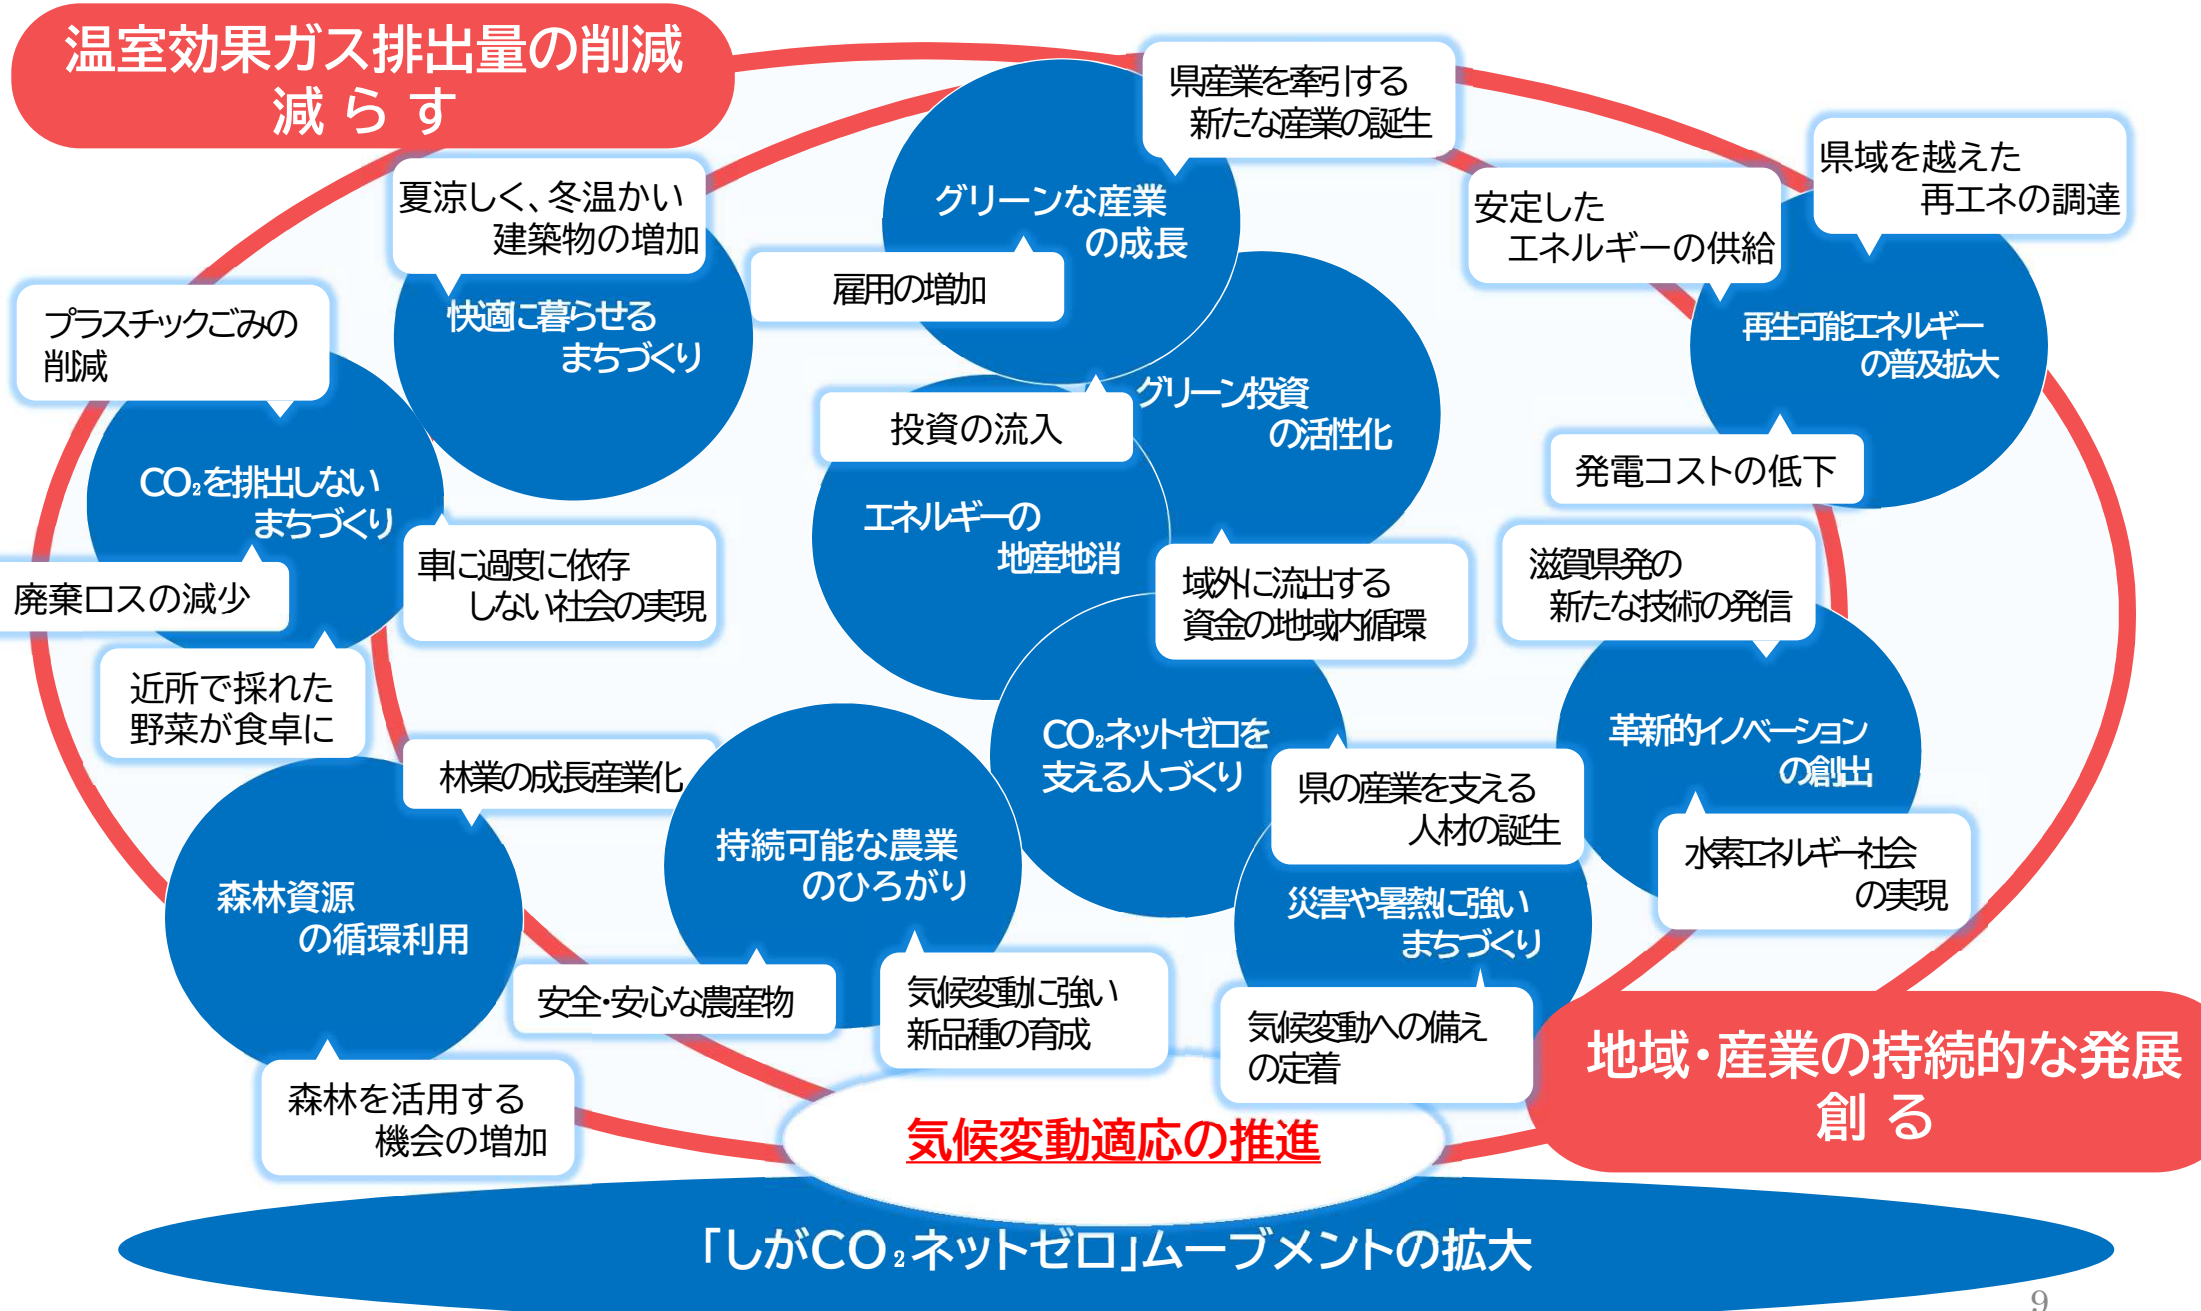 温室効果ガス排出量の削減
減らす
県産業を牽引する
新たな産業の誕生
県域を越えた
再エネの調達
夏涼しく、冬温かい
建築物の増加
グリーンな産業
の成長
安定した
エネルギーの供給
雇用の増加
快適に暮らせる
まちづくり
プラスチックごみの
削減
再生可能エネルギー
の普及拡大
グリーン投資
の活性化
投資の流入
発電コストの低下
CO₂を排出しない
まちづくり
エネルギーの
地産地消
車に過度に依存
しない社会の実現
廃棄ロスの減少
域外に流出する
資金の地域内循環
滋賀県発の
新たな技術の発信
近所で採れた
野菜が食卓に
CO₂ネットゼロを
支える人づくり
革新的イノベーション
の創出
林業の成長産業化
県の産業を支える
人材の誕生
持続可能な農業
のひろがり
水素エネルギー社会
の実現
森林資源
の循環利用
災害や暑熱に強い
まちづくり
安全・安心な農産物
気候変動に強い
新品種の育成
気候変動への備え
の定着
森林を活用する
機会の増加
地域・産業の持続的な発展
創る
気候変動適応の推進
「しがCO₂ネットゼロ」ムーブメントの拡大
9